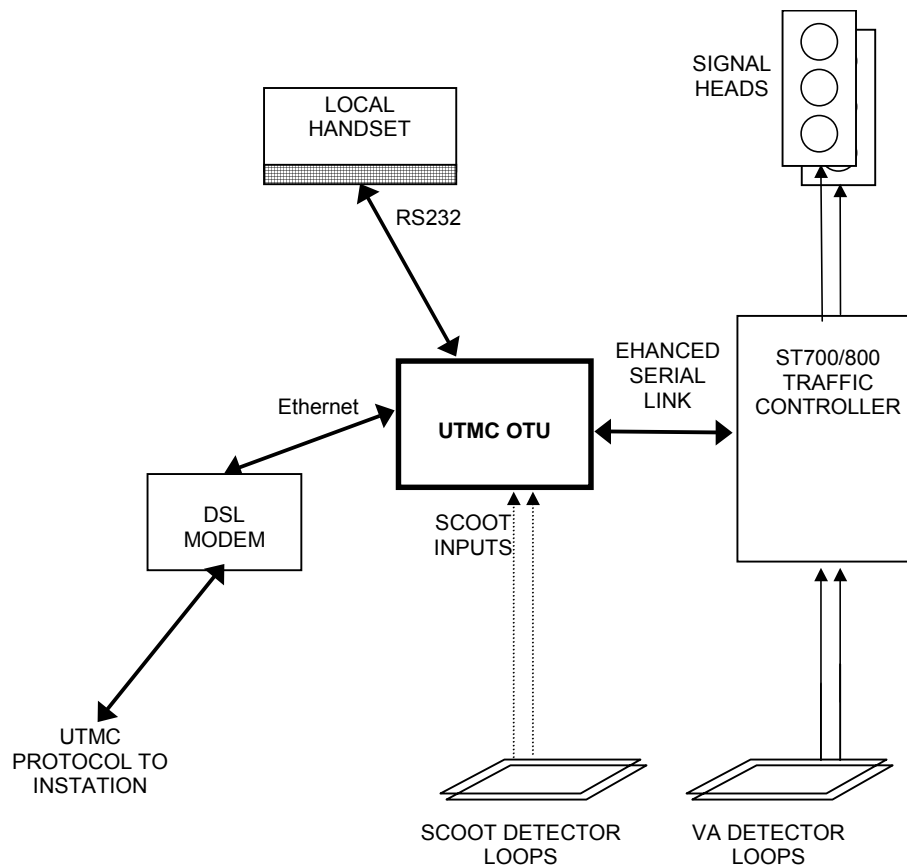 SIGNAL
HEADS
LOCAL
HANDSET
RS232
EHANCED
SERIAL
LINK
ST700/800
TRAFFIC
CONTROLLER
Ethernet
UTMC OTU
DSL
MODEM
SCOOT
INPUTS
UTMC
PROTOCOL TO
INSTATION
SCOOT DETECTOR
LOOPS
VA DETECTOR
LOOPS